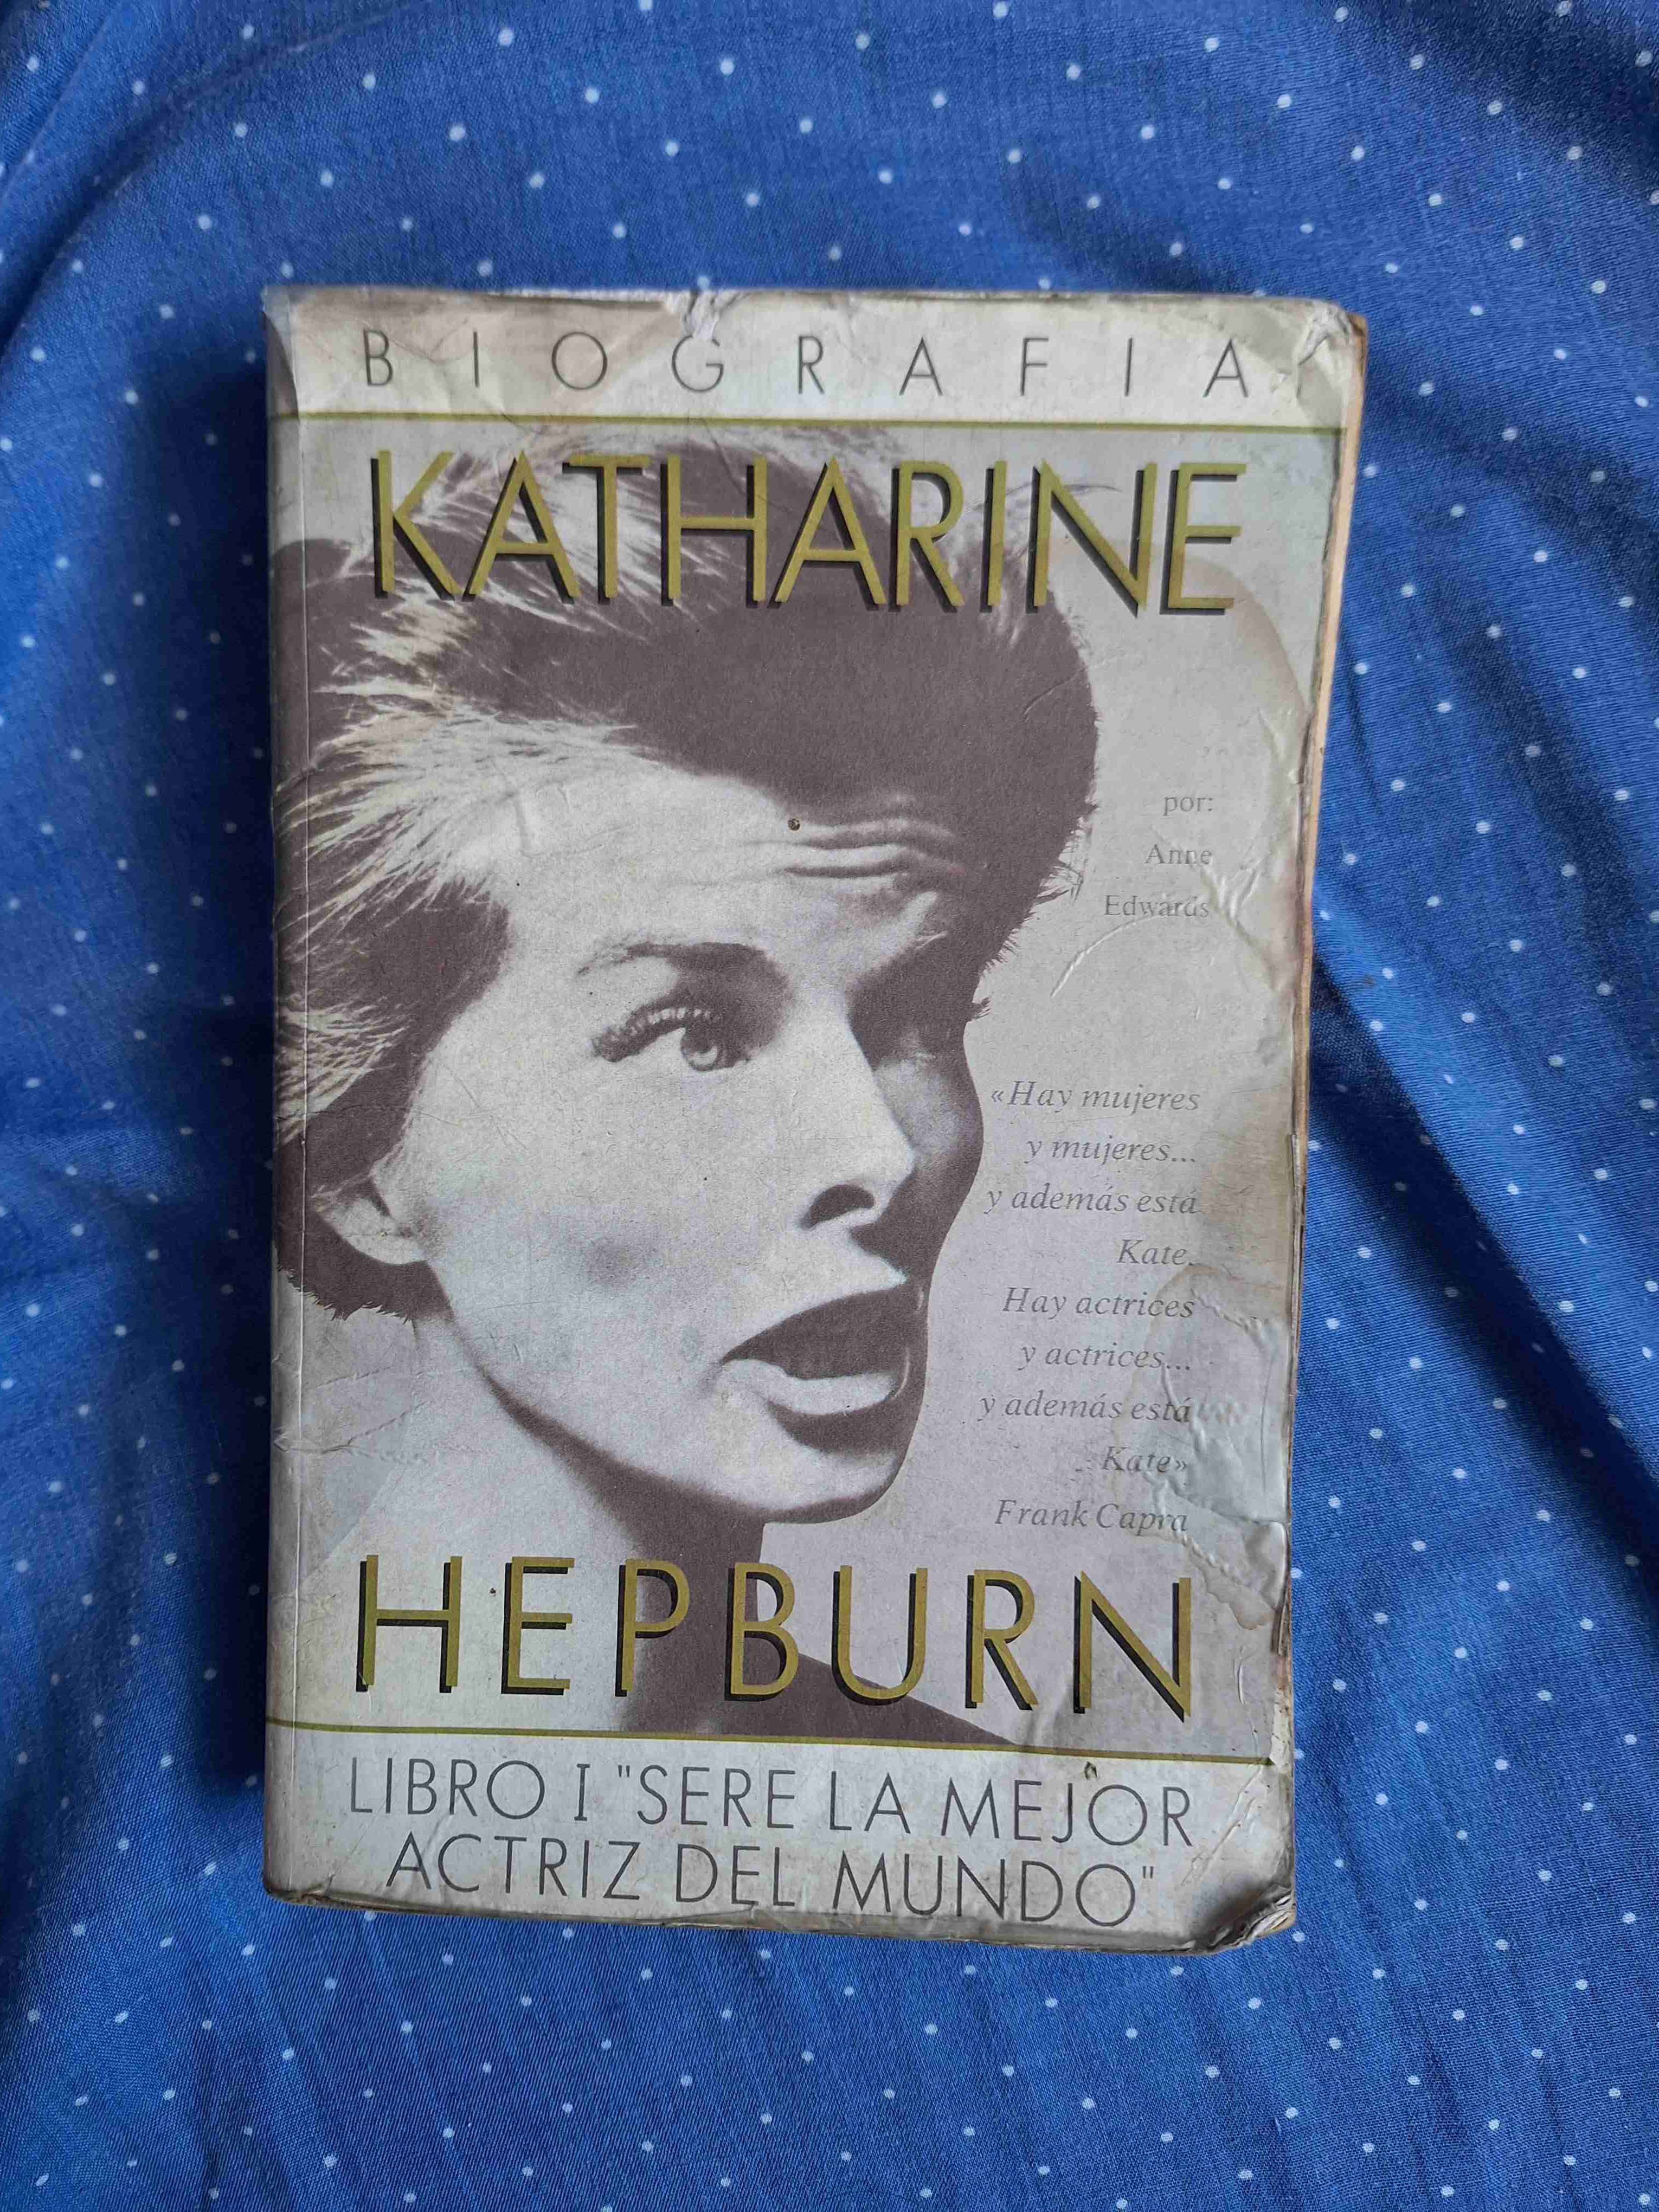 BIOGRAFIA
KATHARINE
por:
Anne
Edwards
«Hay mujeres
y mujeres...
y además está
Kate.
Hay actrices
y actrices...
y además está
Kate»
Frank Capra
HEPBURN
LIBRO I "SERE LA MEJOR
ACTRIZ DEL MUNDO"